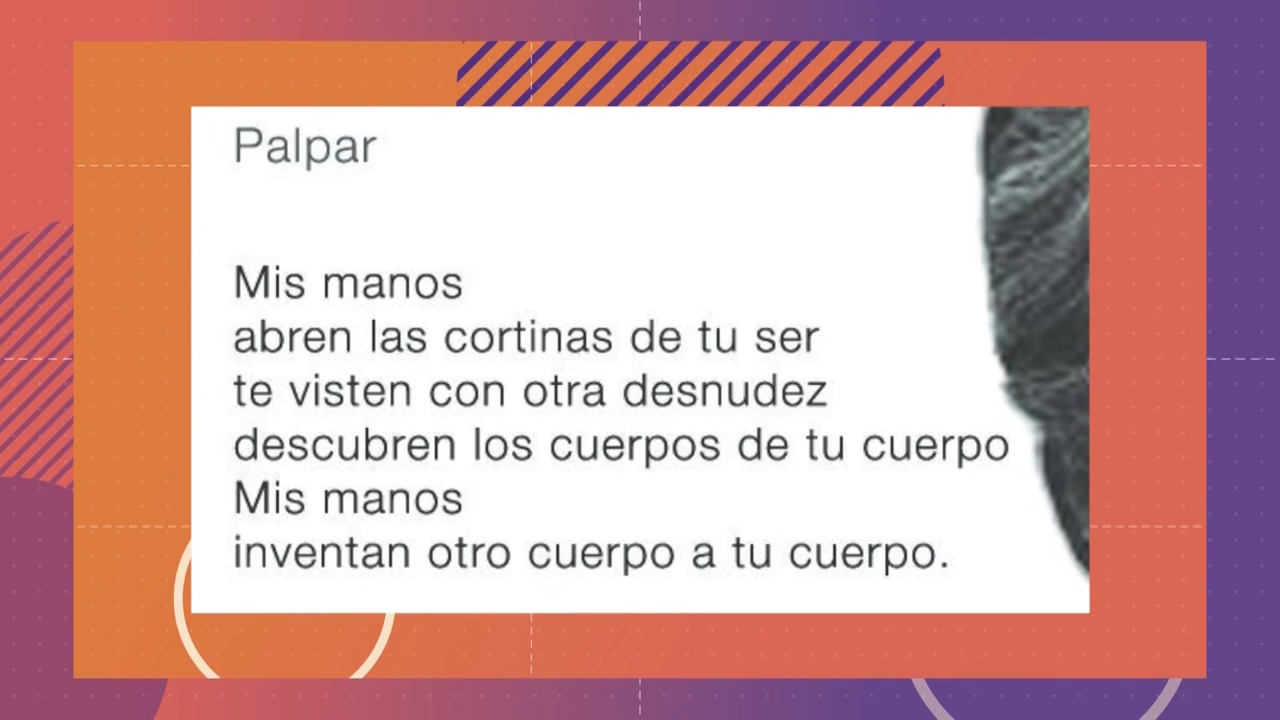 Palpar
Mis manos
abren las cortinas de tu ser
te visten con otra desnudez
descubren los cuerpos de tu cuerpo
Mis manos
inventan otro cuerpo a tu cuerpo.